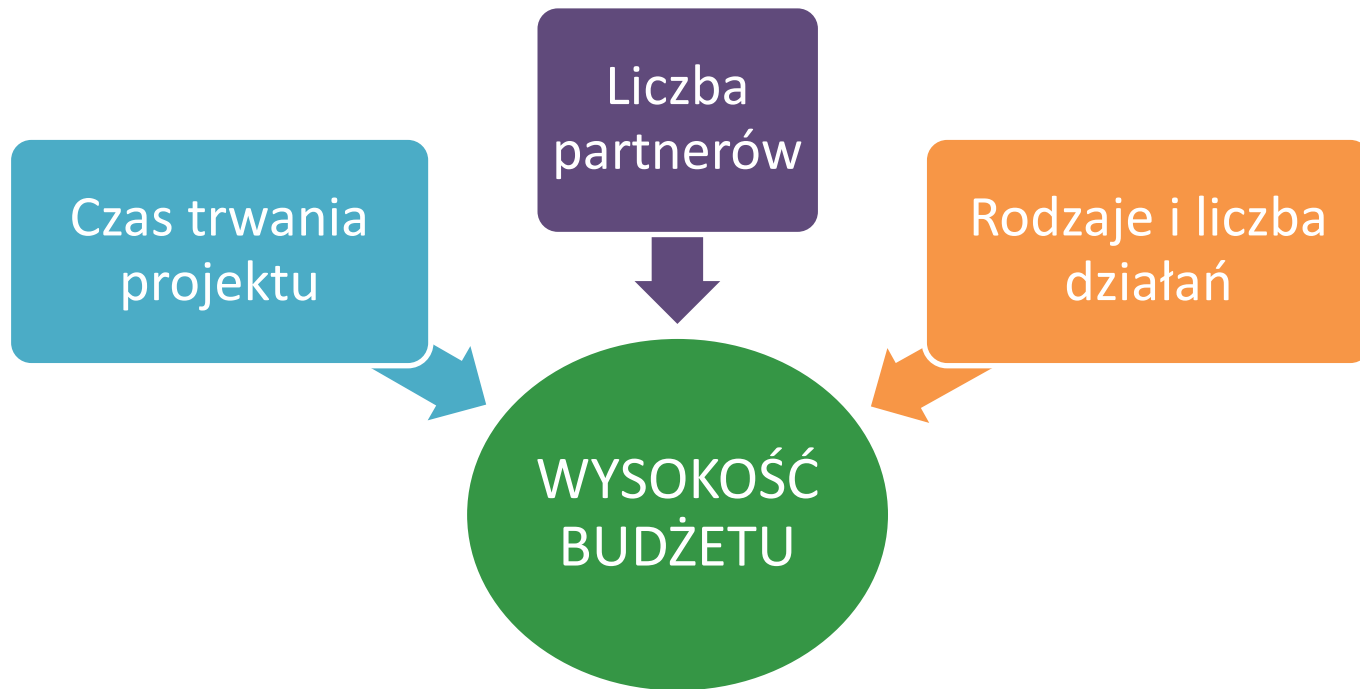 Liczba
partnerów
Czas trwania
projektu
Rodzaje i liczba
działań
WYSOKOŚĆ
BUDŻETU